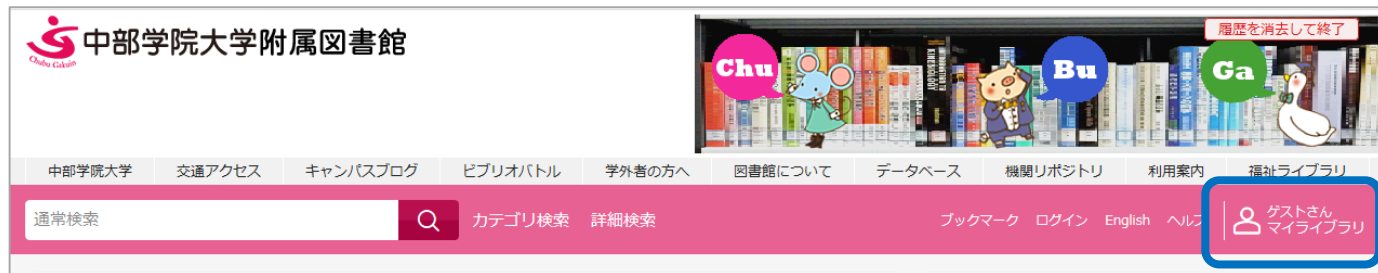 中部学院大学附属図書館
Chubu Gakuin
履歴を消去して終了
Chu
Bu
Ga
中部学院大学 交通アクセス キャンパスブログ ビブリオバトル 学外者の方へ 図書館について データベース 機関リポジトリ 利用案内 福祉ライブラリ
通常検索 カテゴリ検索 詳細検索 ブックマーク ログイン English ヘルプ
ゲストさん
マイライブラリ